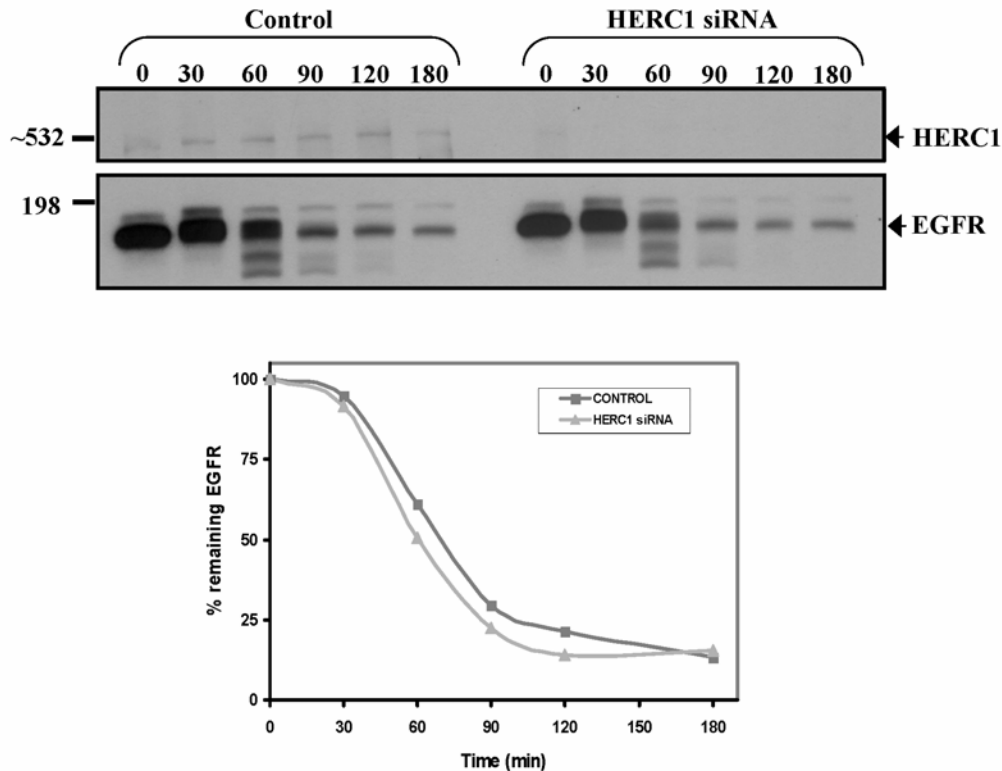 Control HERC1 siRNA
0 30 60 90 120 180 0 30 60 90 120 180
~532 HERC1
198 EGFR
100
75
50
25
0
% remaining EGFR
CONTROL
HERC1 siRNA
0 30 60 90 120 150 180
Time (min)